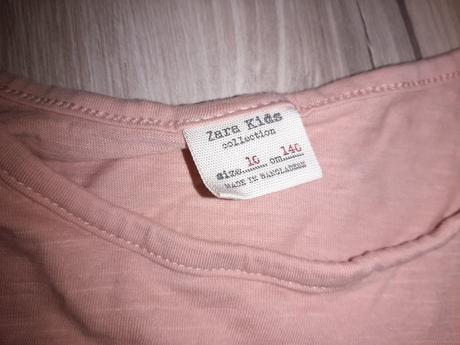 Zara Kids
collection
size........10 cm........140
MADE IN BANGLADESH